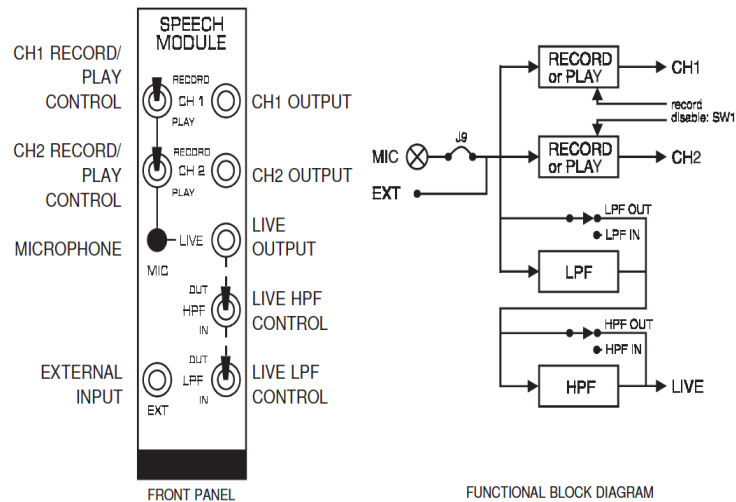 SPEECH
MODULE
CH1 RECORD/
PLAY
CONTROL
RECORD
CH 1
PLAY
CH1 OUTPUT
CH2 RECORD/
PLAY
CONTROL
RECORD
CH 2
PLAY
CH2 OUTPUT
MICROPHONE
LIVE
MIC
LIVE
OUTPUT
OUT
HPF
IN
LIVE HPF
CONTROL
EXTERNAL
INPUT
EXT
OUT
LPF
IN
LIVE LPF
CONTROL
FRONT PANEL
RECORD
or PLAY
CH1
record
disable: SW1
MIC
J9
RECORD
or PLAY
CH2
EXT
LPF OUT
LPF IN
LPF
HPF OUT
HPF IN
HPF
LIVE
FUNCTIONAL BLOCK DIAGRAM